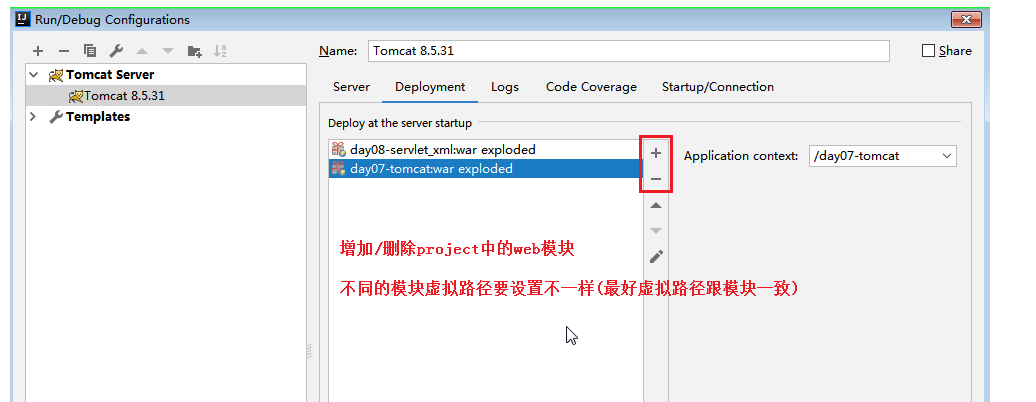 Run/Debug Configurations
Name: Tomcat 8.5.31
Share
Tomcat Server
Tomcat 8.5.31
Templates
Server Deployment Logs Code Coverage Startup/Connection
Deploy at the server startup
day08-servlet_xml:war exploded
day07-tomcat:war exploded
Application context: /day07-tomcat
增加/删除project中的web模块
不同的模块虚拟路径要设置不一样(最好虚拟路径跟模块一致)